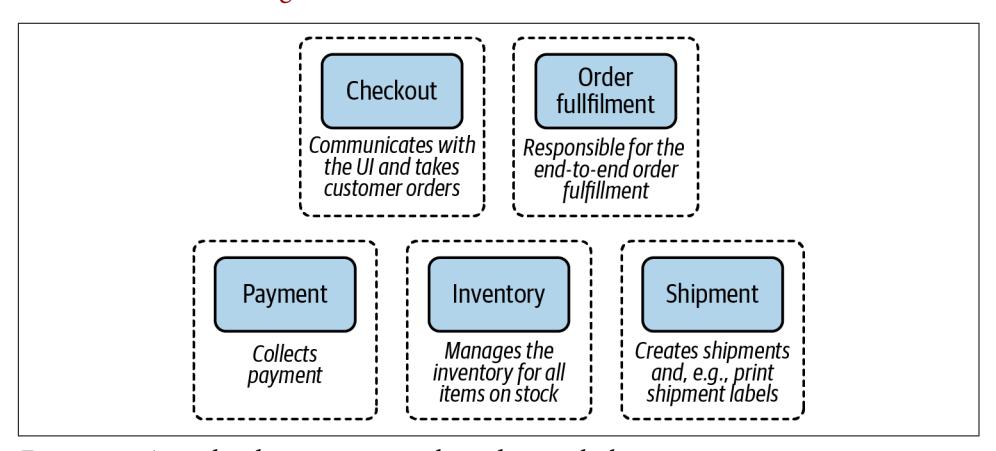 Checkout
Communicates with
the UI and takes
customer orders
Order
fullfilment
Responsible for the
end-to-end order
fulfillment
Payment
Collects
payment
Inventory
Manages the
inventory for all
items on stock
Shipment
Creates shipments
and, e.g., print
shipment labels